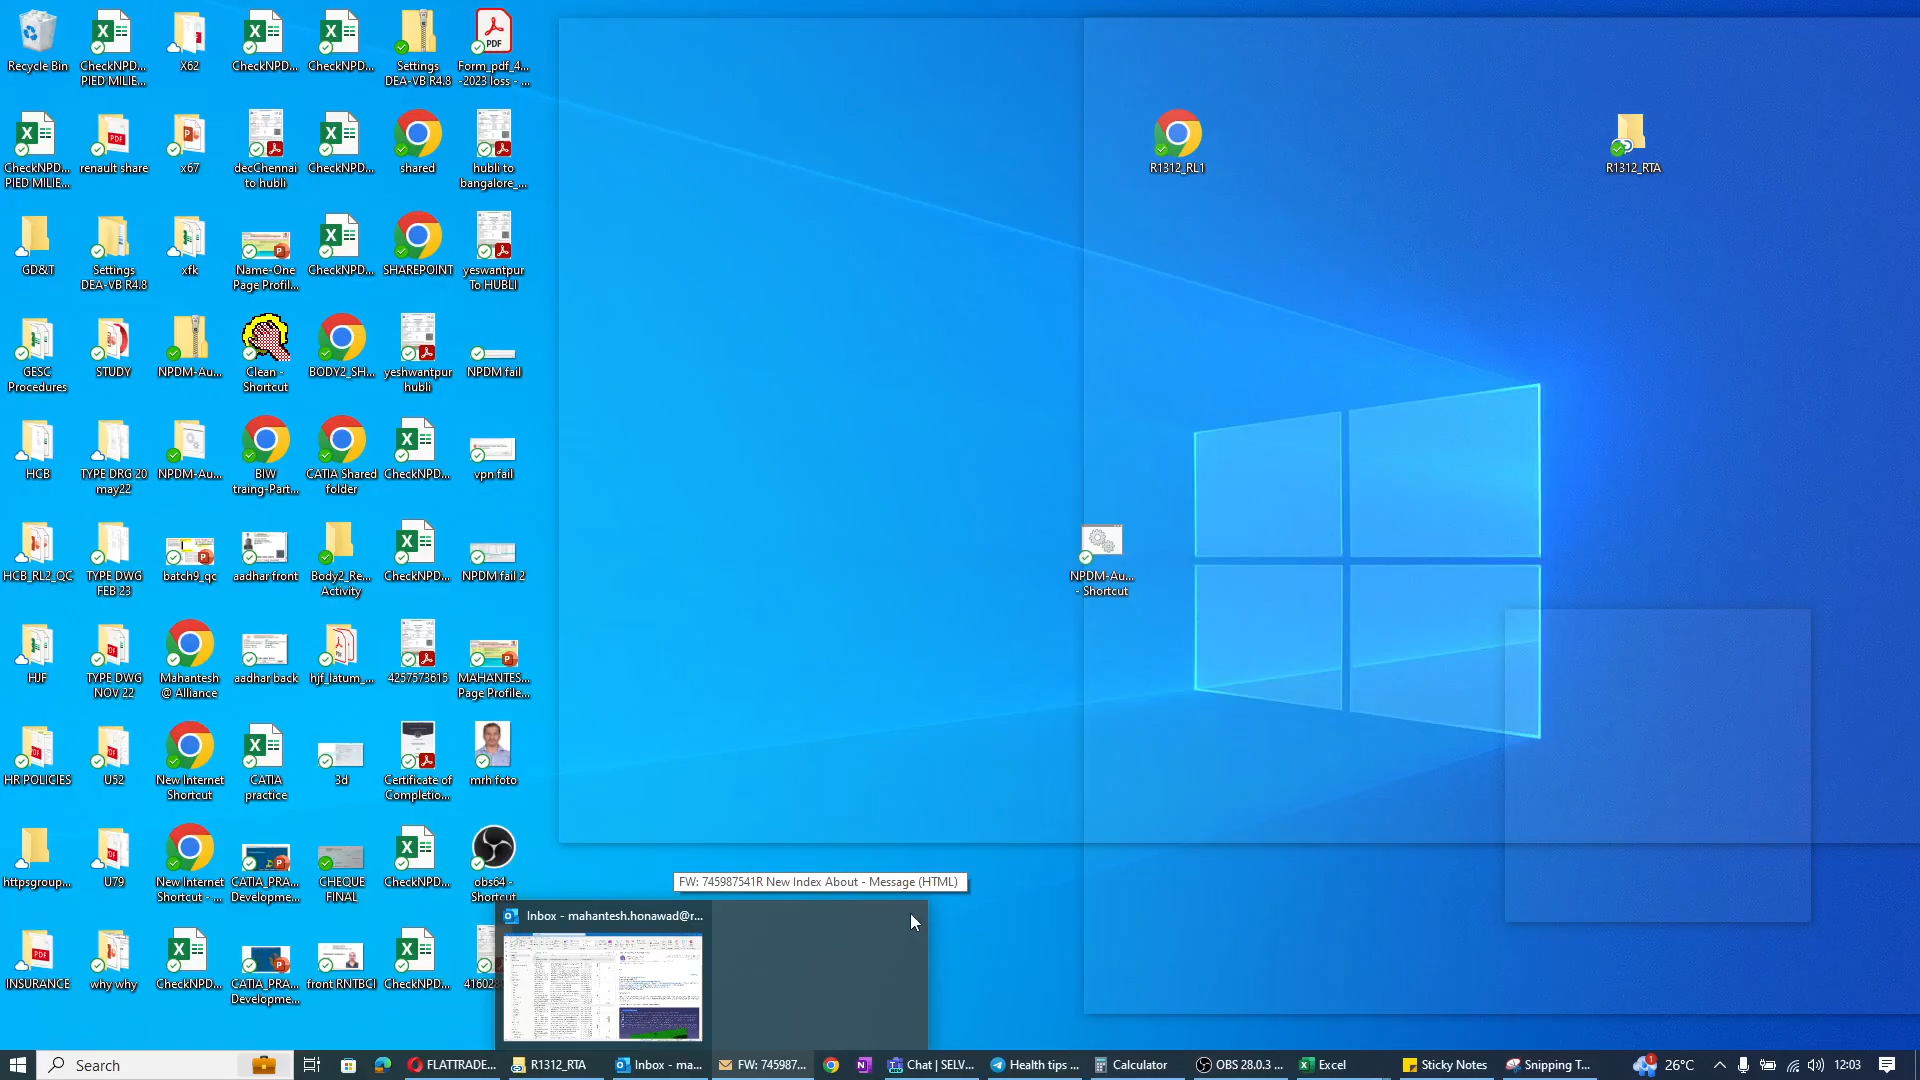 Recycle Bin
CheckNPD...
PIED MILIE...
X62
CheckNPD...
CheckNPD...
Settings
DEA-VB R4.8
Form_pdf_4...
-2023 loss - ...
CheckNPD...
PIED MILIE...
renault share
x67
decChennai
to hubli
CheckNPD...
shared
hubli to
bangalore_...
R1312_RL1
R1312_RTA
GD&T
Settings
DEA-VB R4.8
xfk
Name-One
Page Profil...
CheckNPD...
SHAREPOINT
yeswantpur
To HUBLI
GESC
Procedures
STUDY
NPDM-Au...
Clean -
Shortcut
BODY2_SH...
yeshwantpur
hubli
NPDM fail
HCB
TYPE DRG 20
may22
NPDM-Au...
BIW
traing-Part...
CATIA Shared
folder
CheckNPD...
vpn fail
HCB_RL2_QC
TYPE DWG
FEB 23
batch9_qc
aadhar front
Body2_Re...
Activity
CheckNPD...
NPDM fail 2
NPDM-Au...
- Shortcut
HJF
TYPE DWG
NOV 22
Mahantesh
@ Alliance
aadhar back
hjf_latum_...
4257573615
MAHANTES...
Page Profile...
HR POLICIES
U52
New Internet
Shortcut
CATIA
practice
3d
Certificate of
Completio...
mrh foto
httpsgroup...
U79
New Internet
Shortcut - ...
CATIA_PRA...
Developme...
CHEQUE
FINAL
CheckNPD...
obs64 -
Shortcut
FW: 745987541R New Index About - Message (HTML)
Inbox - mahantesh.honawad@r...
INSURANCE
why why
CheckNPD...
CATIA_PRA...
Developme...
front RNTBCI
CheckNPD...
Search
FLATTRADE...
R1312_RTA
Inbox - ma...
FW: 745987...
Chat | SELV...
Health tips ...
Calculator
OBS 28.0.3 ...
Excel
Sticky Notes
Snipping T...
1
26°C
12:03